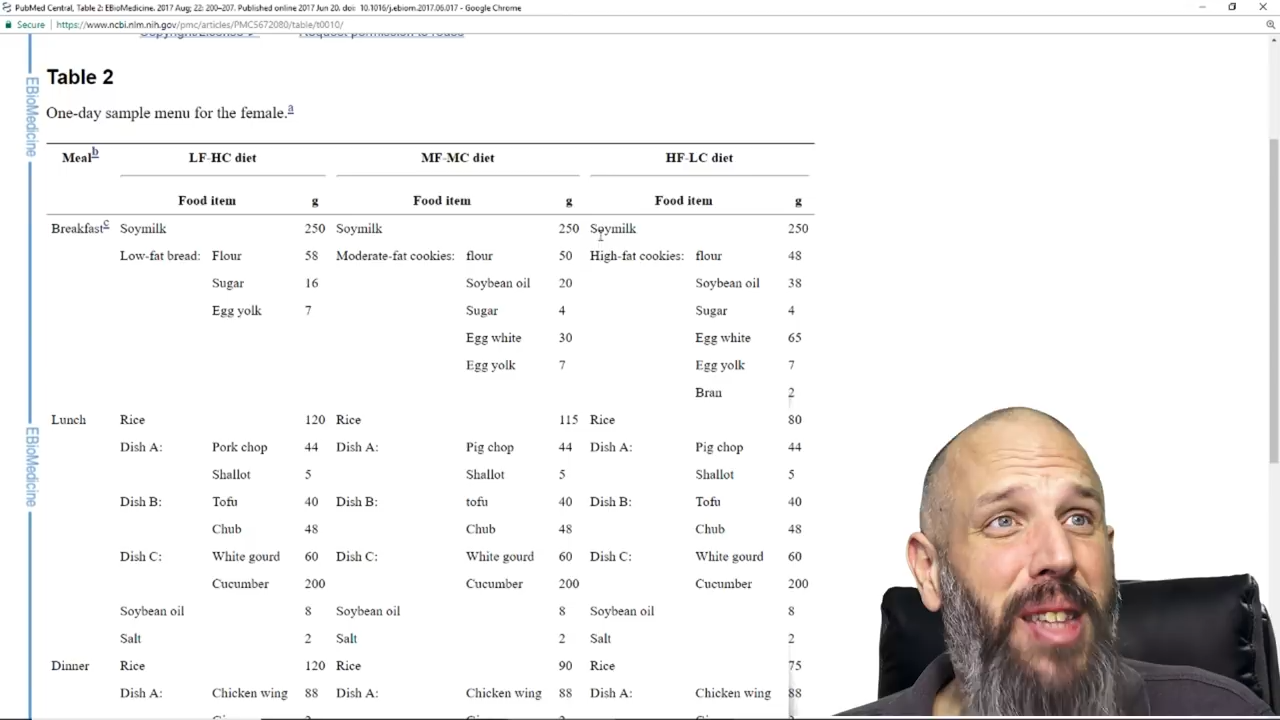 PubMed Central, Table 2: EBioMedicine. 2017 Aug; 22: 200–207. Published online 2017 Jun 20. doi: 10.1016/j.ebiom.2017.06.017 - Google Chrome
Secure | https://www.ncbi.nlm.nih.gov/pmc/articles/PMC5672080/table/t0010/
Copyright/License > Request permission to reuse
Table 2
One-day sample menu for the female.a
Mealb LF-HC diet MF-MC diet HF-LC diet
Food item g Food item g Food item g
Breakfastc Soymilk 250 Soymilk 250 Soymilk 250
Low-fat bread: Flour 58 Moderate-fat cookies: flour 50 High-fat cookies: flour 48
Sugar 16 Soybean oil 20 Soybean oil 38
Egg yolk 7 Sugar 4 Sugar 4
Egg white 30 Egg white 65
Egg yolk 7 Egg yolk 7
Bran 2
Lunch Rice 120 Rice 115 Rice 80
Dish A: Pork chop 44 Dish A: Pig chop 44 Dish A: Pig chop 44
Shallot 5 Shallot 5 Shallot 5
Dish B: Tofu 40 Dish B: tofu 40 Dish B: Tofu 40
Chub 48 Chub 48 Chub 48
Dish C: White gourd 60 Dish C: White gourd 60 Dish C: White gourd 60
Cucumber 200 Cucumber 200 Cucumber 200
Soybean oil 8 Soybean oil 8 Soybean oil 8
Salt 2 Salt 2 Salt 2
Dinner Rice 120 Rice 90 Rice 75
Dish A: Chicken wing 88 Dish A: Chicken wing 88 Dish A: Chicken wing 88
EBioMedicine
EBioMedicine